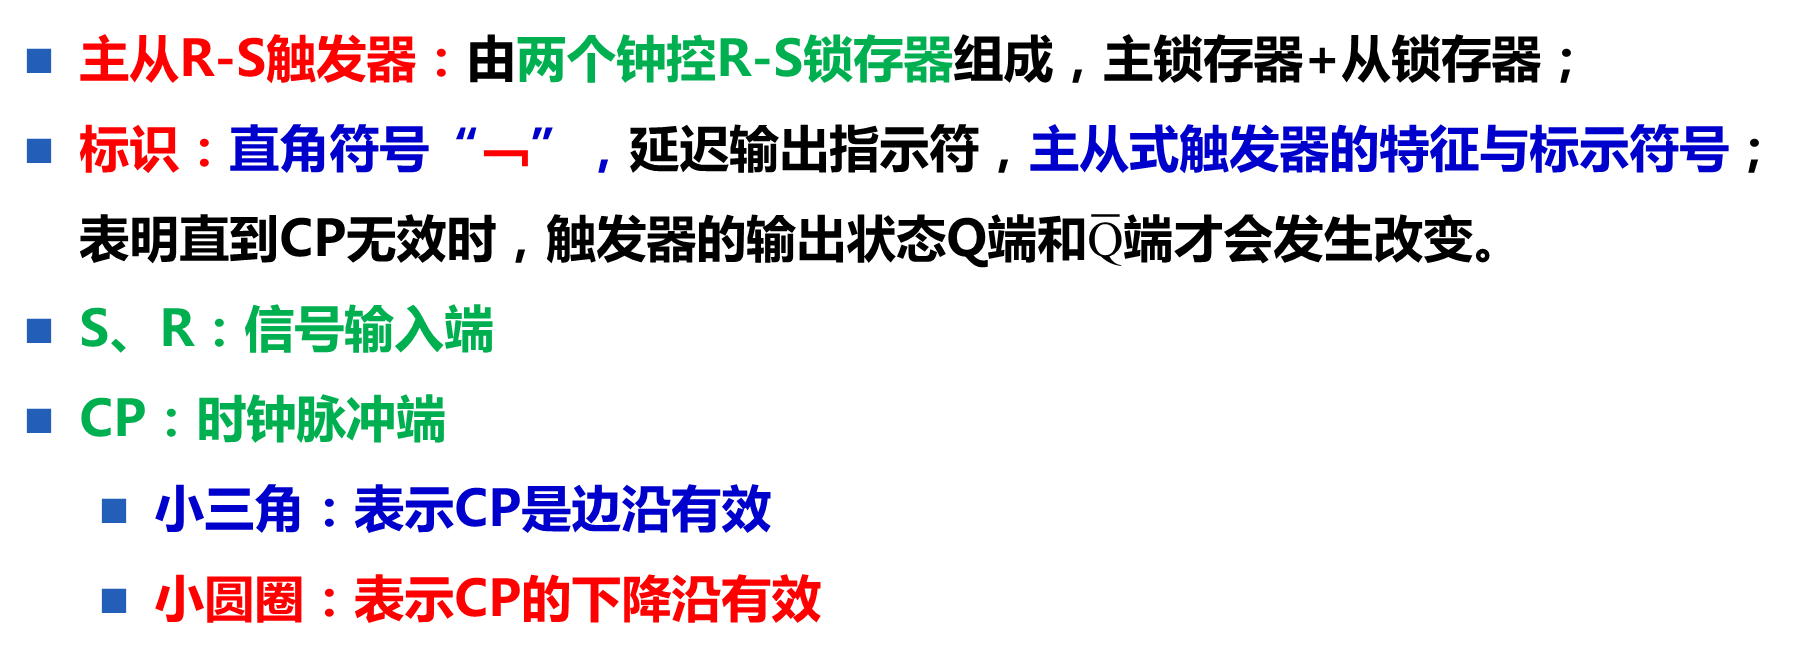 ■ 主从R-S触发器：由两个钟控R-S锁存器组成，主锁存器+从锁存器；
■ 标识：直角符号“﹁”，延迟输出指示符，主从式触发器的特征与标示符号；
表明直到CP无效时，触发器的输出状态Q端和Q̅端才会发生改变。
■ S、R：信号输入端
■ CP：时钟脉冲端
■ 小三角：表示CP是边沿有效
■ 小圆圈：表示CP的下降沿有效